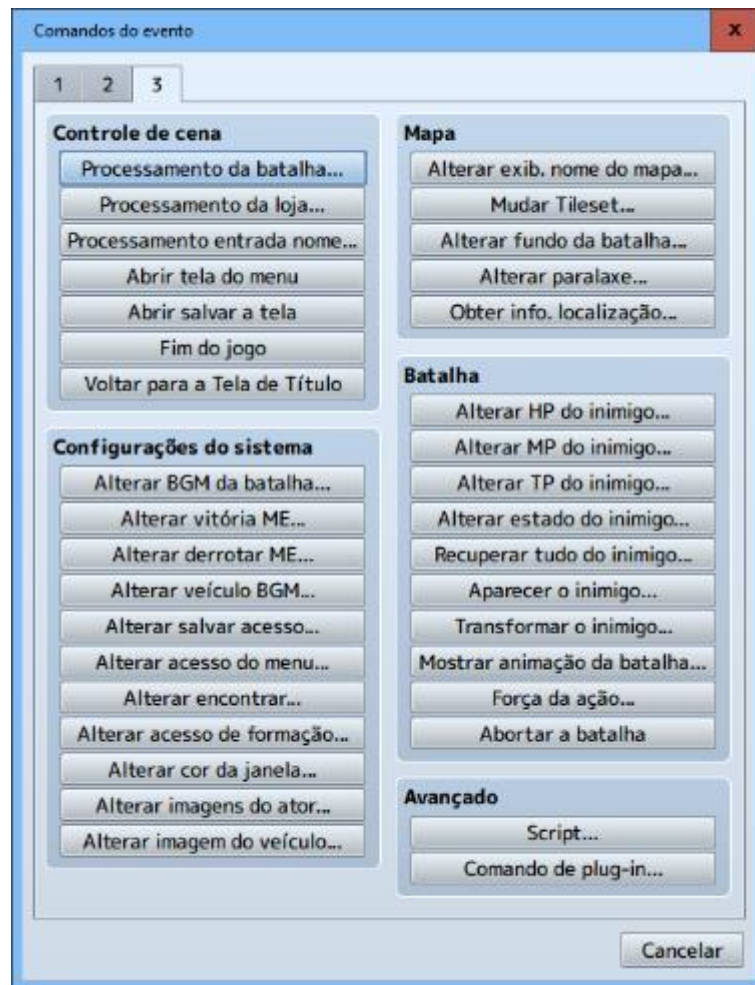 Comandos do evento
x
1 2 3
Controle de cena
Processamento da batalha...
Processamento da loja...
Processamento entrada nome...
Abrir tela do menu
Abrir salvar a tela
Fim do jogo
Voltar para a Tela de Título
Configurações do sistema
Alterar BGM da batalha...
Alterar vitória ME...
Alterar derrotar ME...
Alterar veículo BGM...
Alterar salvar acesso...
Alterar acesso do menu...
Alterar encontrar...
Alterar acesso de formação...
Alterar cor da janela...
Alterar imagens do ator...
Alterar imagem do veículo...
Mapa
Alterar exib. nome do mapa...
Mudar Tileset...
Alterar fundo da batalha...
Alterar paralaxe...
Obter info. localização...
Batalha
Alterar HP do inimigo...
Alterar MP do inimigo...
Alterar TP do inimigo...
Alterar estado do inimigo...
Recuperar tudo do inimigo...
Aparecer o inimigo...
Transformar o inimigo...
Mostrar animação da batalha...
Força da ação...
Abortar a batalha
Avançado
Script...
Comando de plug-in...
Cancelar